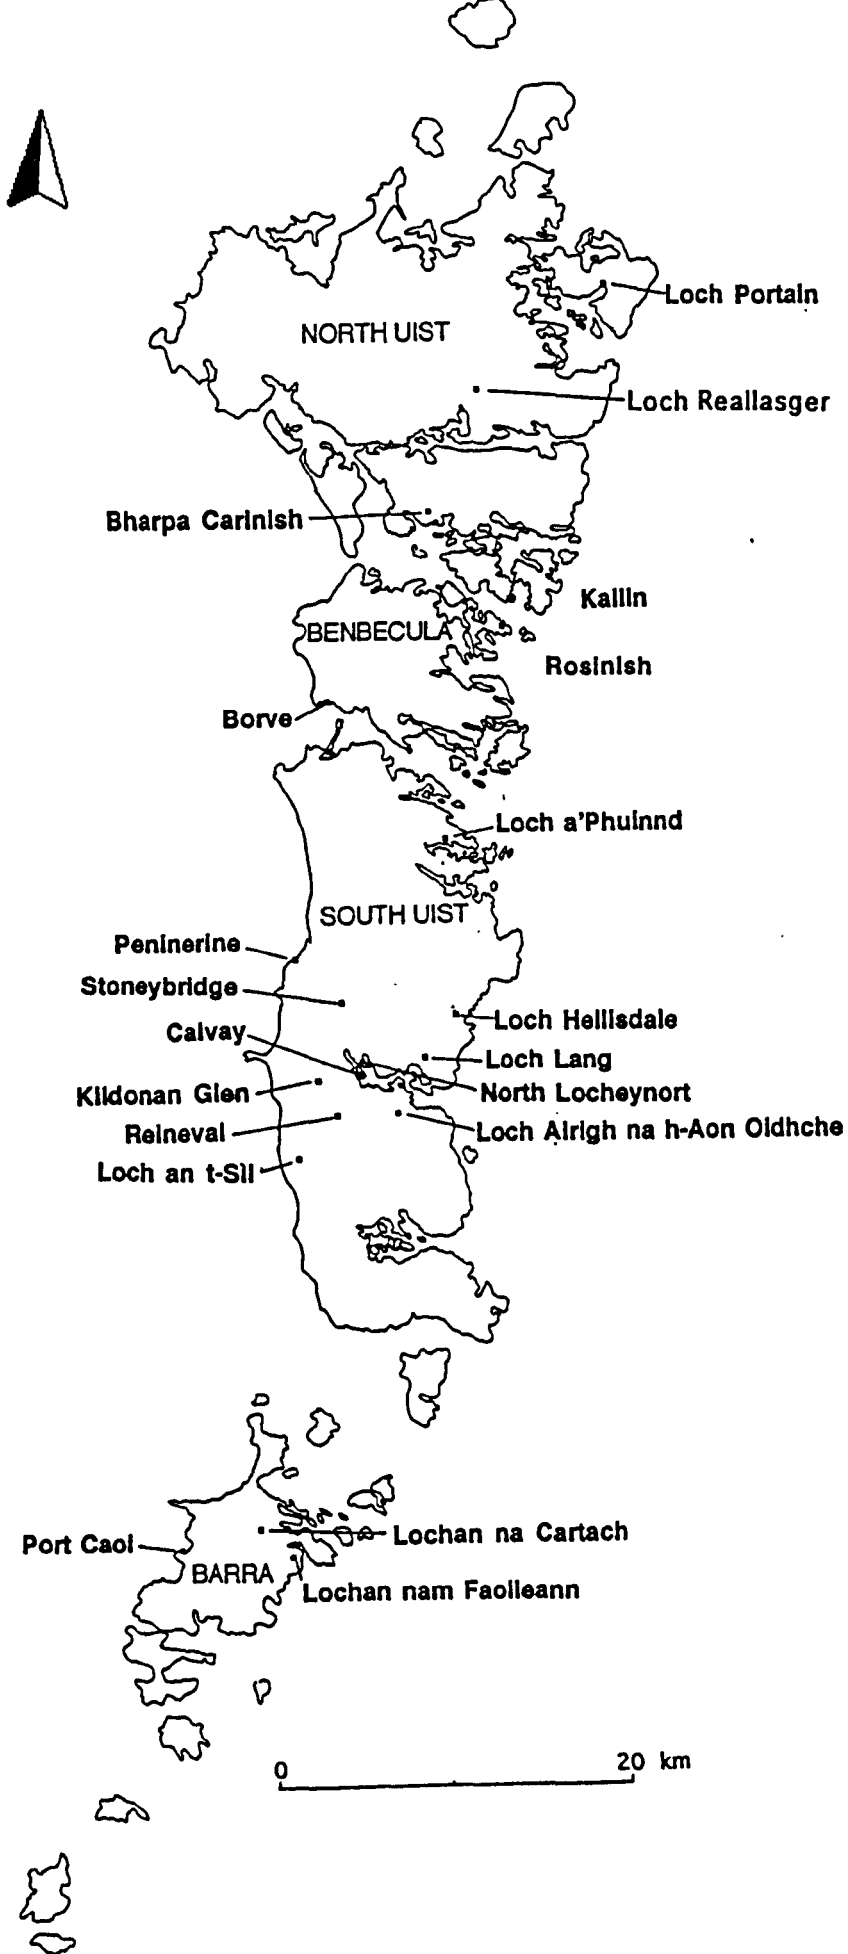 Loch Portain
NORTH UIST
Loch Reallasger
Bharpa Carinish
Kallin
BENBECULA
Rosinish
Borve
Loch a'Phuinnd
SOUTH UIST
Peninerine
Stoneybridge
Loch Hellisdale
Calvay
Loch Lang
Kildonan Glen
North Locheynort
Reineval
Loch Airigh na h-Aon Oidhche
Loch an t-Sìl
Lochan na Cartach
Port Caol
BARRA
Lochan nam Faoileann
0 20 km